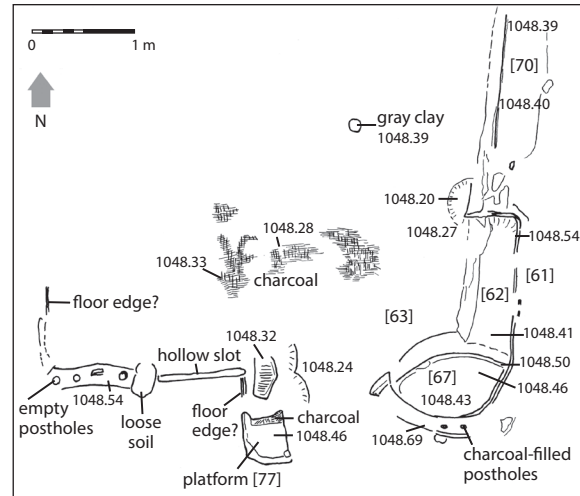 0 1 m
N
1048.39
[70]
1048.40
gray clay
1048.39
1048.20
1048.27
1048.54
1048.28
1048.33
charcoal
[61]
[62]
[63]
floor edge?
1048.41
hollow slot
1048.32
1048.24
1048.50
[67]
1048.46
1048.43
1048.54
empty
postholes
loose
soil
floor
edge?
charcoal
1048.46
platform [77]
1048.69
charcoal-filled
postholes